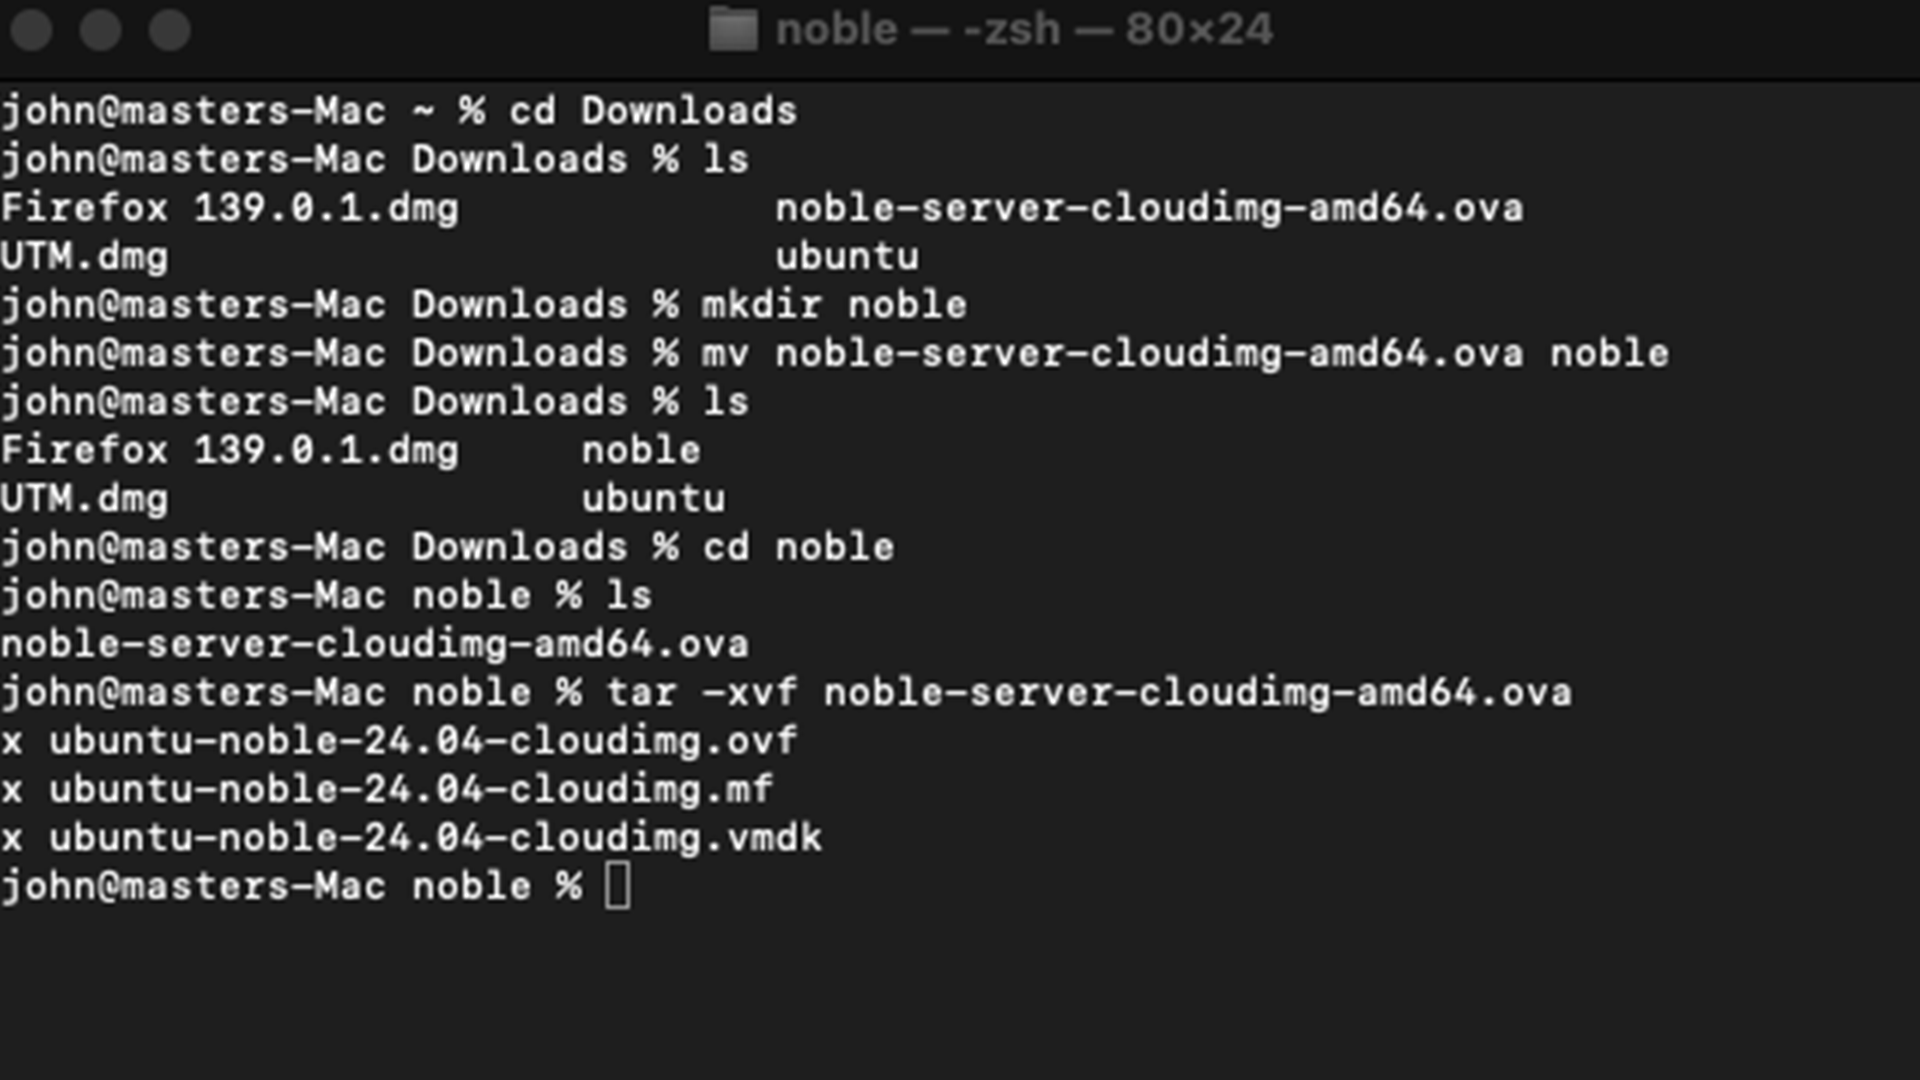 noble — -zsh — 80×24
john@masters-Mac ~ % cd Downloads
john@masters-Mac Downloads % ls
Firefox 139.0.1.dmg             noble-server-cloudimg-amd64.ova
UTM.dmg                         ubuntu
john@masters-Mac Downloads % mkdir noble
john@masters-Mac Downloads % mv noble-server-cloudimg-amd64.ova noble
john@masters-Mac Downloads % ls
Firefox 139.0.1.dmg     noble
UTM.dmg                 ubuntu
john@masters-Mac Downloads % cd noble
john@masters-Mac noble % ls
noble-server-cloudimg-amd64.ova
john@masters-Mac noble % tar -xvf noble-server-cloudimg-amd64.ova
x ubuntu-noble-24.04-cloudimg.ovf
x ubuntu-noble-24.04-cloudimg.mf
x ubuntu-noble-24.04-cloudimg.vmdk
john@masters-Mac noble %